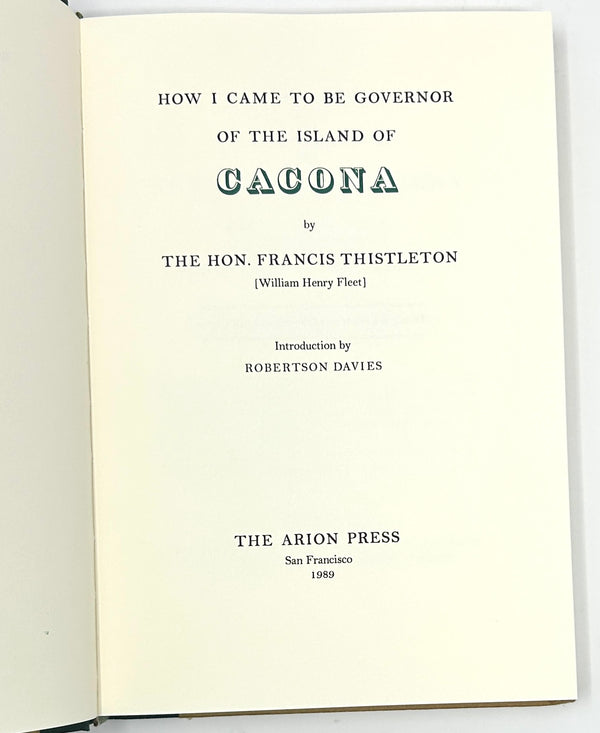 HOW I CAME TO BE GOVERNOR
OF THE ISLAND OF
CACONA
by
THE HON. FRANCIS THISTLETON
[William Henry Fleet]
Introduction by
ROBERTSON DAVIES
THE ARION PRESS
San Francisco
1989